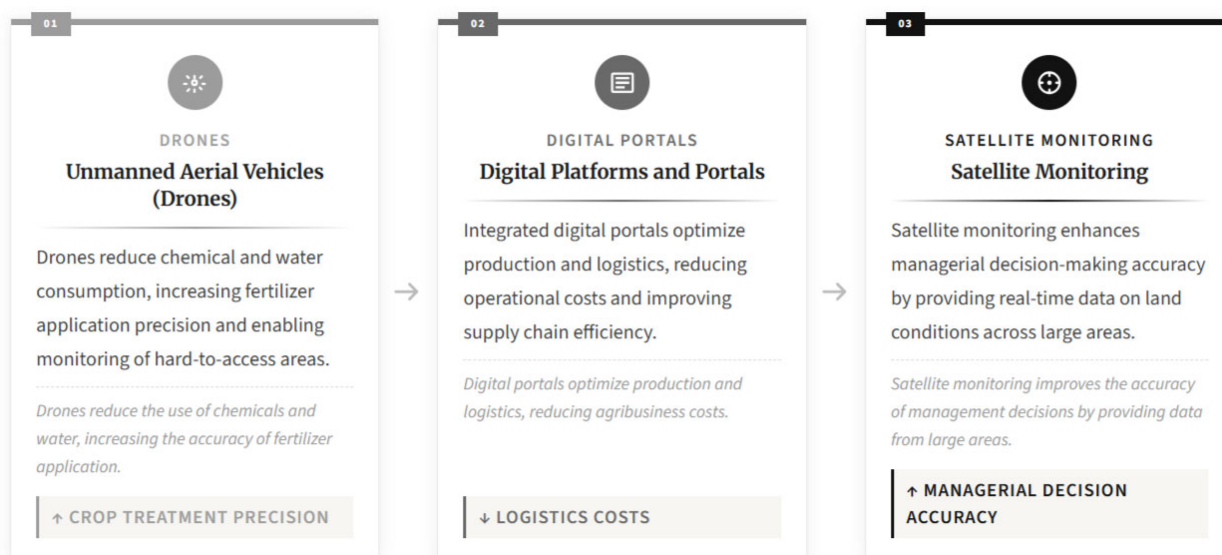 01
DRONES
Unmanned Aerial Vehicles
(Drones)
Drones reduce chemical and water
consumption, increasing fertilizer
application precision and enabling
monitoring of hard-to-access areas.
Drones reduce the use of chemicals and
water, increasing the accuracy of fertilizer
application.
↑ CROP TREATMENT PRECISION
→
02
DIGITAL PORTALS
Digital Platforms and Portals
Integrated digital portals optimize
production and logistics, reducing
operational costs and improving
supply chain efficiency.
Digital portals optimize production and
logistics, reducing agribusiness costs.
↓ LOGISTICS COSTS
→
03
SATELLITE MONITORING
Satellite Monitoring
Satellite monitoring enhances
managerial decision-making accuracy
by providing real-time data on land
conditions across large areas.
Satellite monitoring improves the accuracy
of management decisions by providing data
from large areas.
↑ MANAGERIAL DECISION
ACCURACY